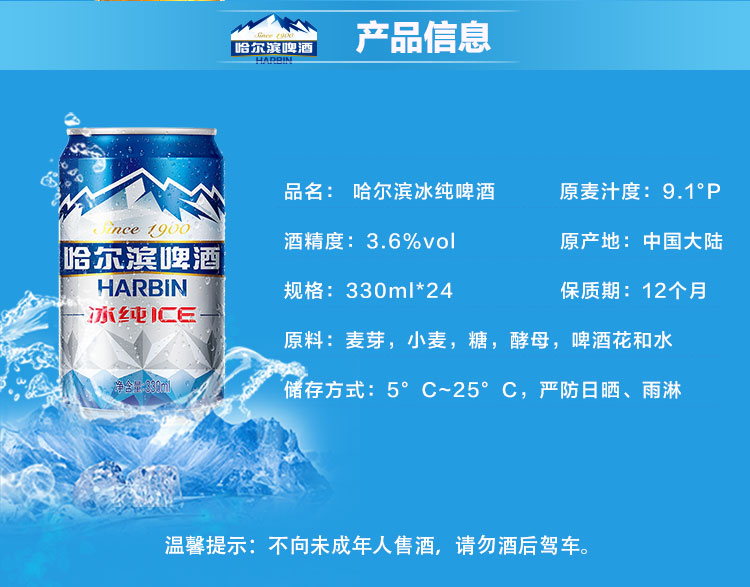 Since 1900
哈尔滨啤酒
HARBIN
产品信息
Since 1900
哈尔滨啤酒
HARBIN
冰纯ICE
净含量:330ml
品名： 哈尔滨冰纯啤酒 原麦汁度：9.1°P
酒精度：3.6%vol 原产地：中国大陆
规格：330ml*24 保质期：12个月
原料：麦芽，小麦，糖，酵母，啤酒花和水
储存方式：5°C~25°C，严防日晒、雨淋
温馨提示：不向未成年人售酒，请勿酒后驾车。